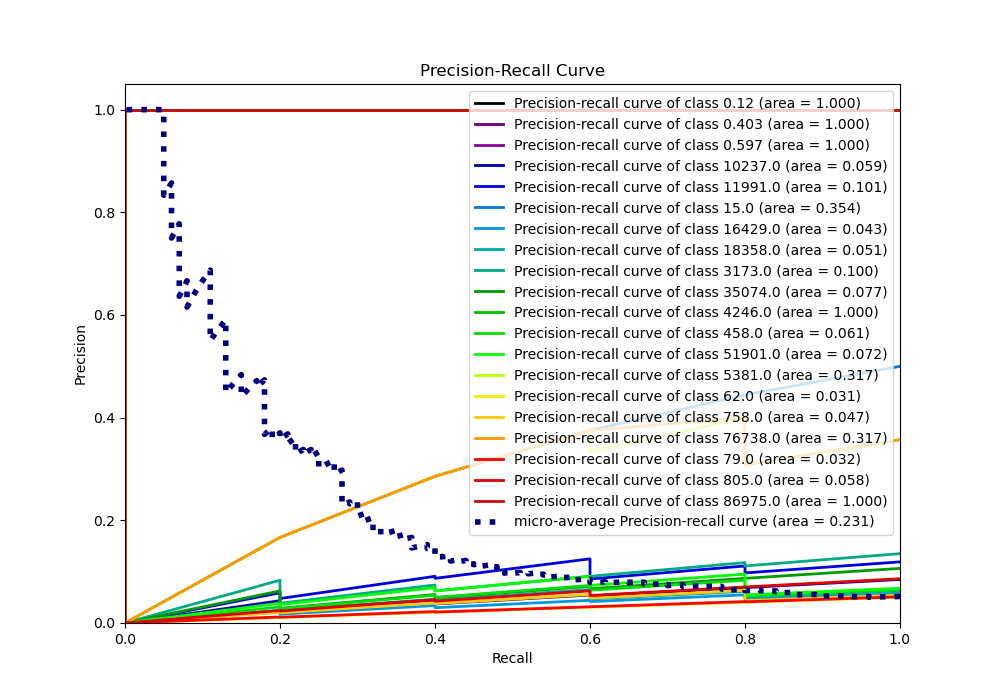 Precision-Recall Curve
1.0
0.8
0.6
0.4
0.2
0.0
Precision
Precision-recall curve of class 0.12 (area = 1.000)
Precision-recall curve of class 0.403 (area = 1.000)
Precision-recall curve of class 0.597 (area = 1.000)
Precision-recall curve of class 10237.0 (area = 0.059)
Precision-recall curve of class 11991.0 (area = 0.101)
Precision-recall curve of class 15.0 (area = 0.354)
Precision-recall curve of class 16429.0 (area = 0.043)
Precision-recall curve of class 18358.0 (area = 0.051)
Precision-recall curve of class 3173.0 (area = 0.100)
Precision-recall curve of class 35074.0 (area = 0.077)
Precision-recall curve of class 4246.0 (area = 1.000)
Precision-recall curve of class 458.0 (area = 0.061)
Precision-recall curve of class 51901.0 (area = 0.072)
Precision-recall curve of class 5381.0 (area = 0.317)
Precision-recall curve of class 62.0 (area = 0.031)
Precision-recall curve of class 758.0 (area = 0.047)
Precision-recall curve of class 76738.0 (area = 0.317)
Precision-recall curve of class 79.0 (area = 0.032)
Precision-recall curve of class 805.0 (area = 0.058)
Precision-recall curve of class 86975.0 (area = 1.000)
micro-average Precision-recall curve (area = 0.231)
0.0 0.2 0.4 0.6 0.8 1.0
Recall